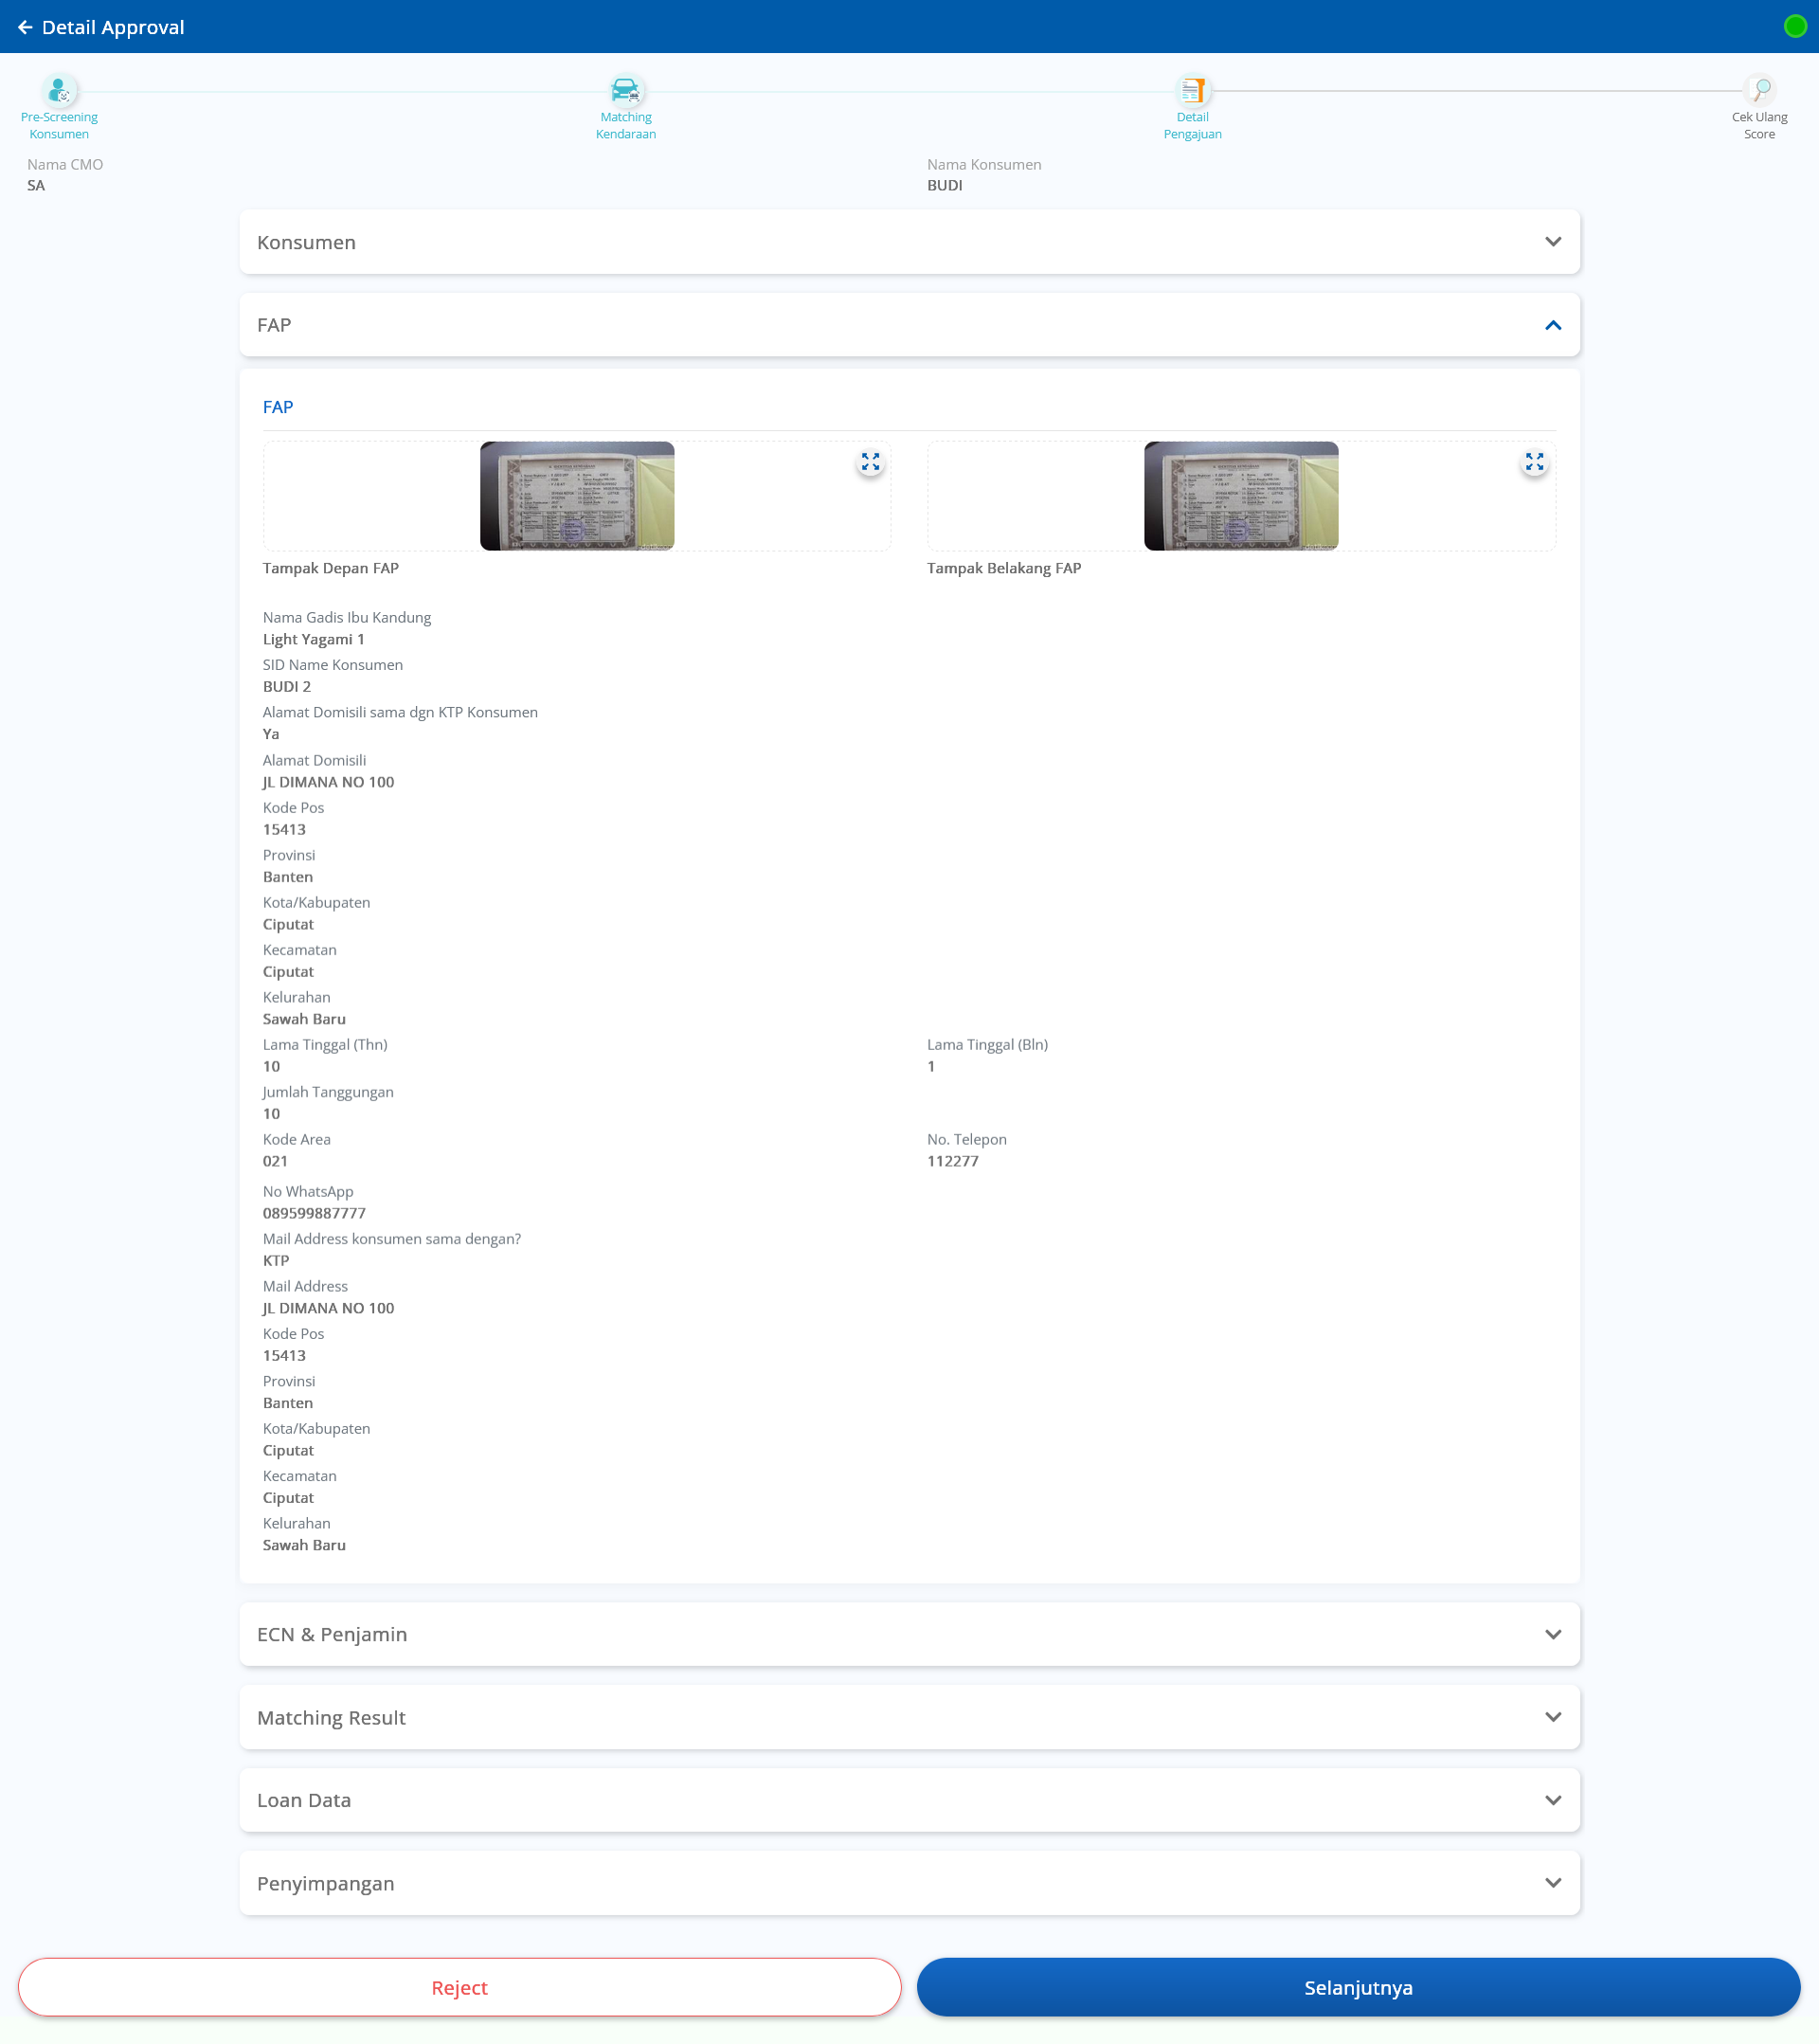 Detail Approval
Pre-Screening
Konsumen
Matching
Kendaraan
Detail
Pengajuan
Cek Ulang
Score
Nama CMO
SA
Nama Konsumen
BUDI
Konsumen
FAP
FAP
Tampak Depan FAP
Tampak Belakang FAP
Nama Gadis Ibu Kandung
Light Yagami 1
SID Name Konsumen
BUDI 2
Alamat Domisili sama dgn KTP Konsumen
Ya
Alamat Domisili
JL DIMANA NO 100
Kode Pos
15413
Provinsi
Banten
Kota/Kabupaten
Ciputat
Kecamatan
Ciputat
Kelurahan
Sawah Baru
Lama Tinggal (Thn)
10
Lama Tinggal (Bln)
1
Jumlah Tanggungan
10
Kode Area
021
No. Telepon
112277
No WhatsApp
089599887777
Mail Address konsumen sama dengan?
KTP
Mail Address
JL DIMANA NO 100
Kode Pos
15413
Provinsi
Banten
Kota/Kabupaten
Ciputat
Kecamatan
Ciputat
Kelurahan
Sawah Baru
ECN & Penjamin
Matching Result
Loan Data
Penyimpangan
Reject
Selanjutnya